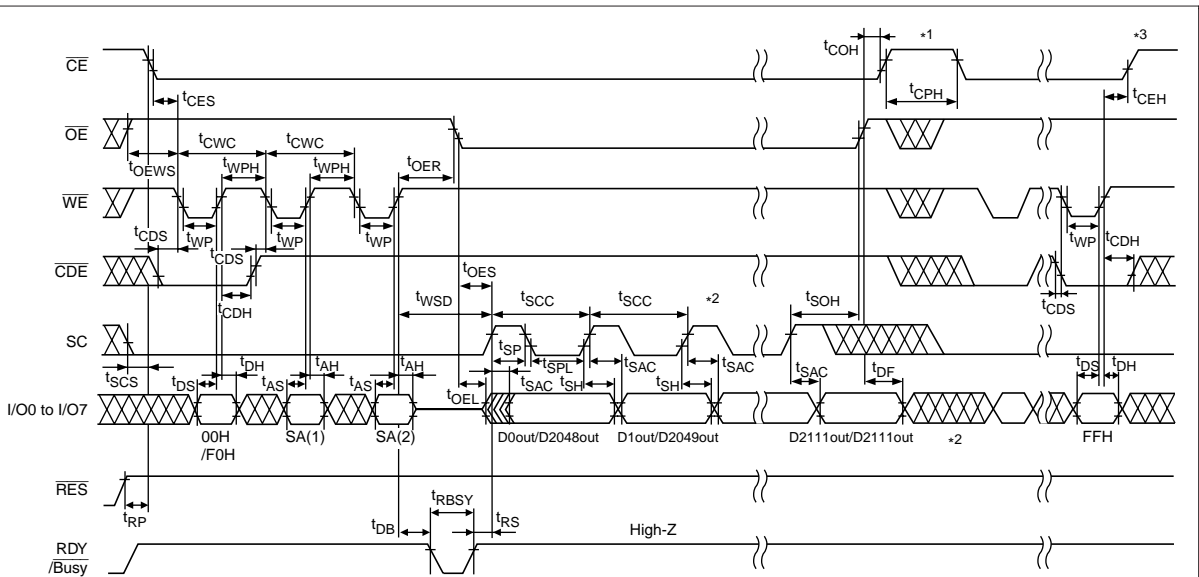 tCOH *1 *3
CE
tCES tCPH tCEH
OE
tCWC tCWC
tOEWS tWPH tWPH tOER
WE
tCDS tWP tCDS tWP tWP tWP tCDH
CDE
tCDH tOES tCDS
tWSD tSCC tSCC *2 tSOH
SC
tSP tSPL
tSCS tDS tDH tAS tAH tAS tAH tOEL tSAC tSH tSAC tSH tSAC tSAC tDF tDS tDH
I/O0 to I/O7
00H SA(1) SA(2) D0out/D2048out D1out/D2049out D2111out/D2111out *2 FFH
/F0H
RES
tRP tDB tRBSY tRS
High-Z
RDY
/Busy